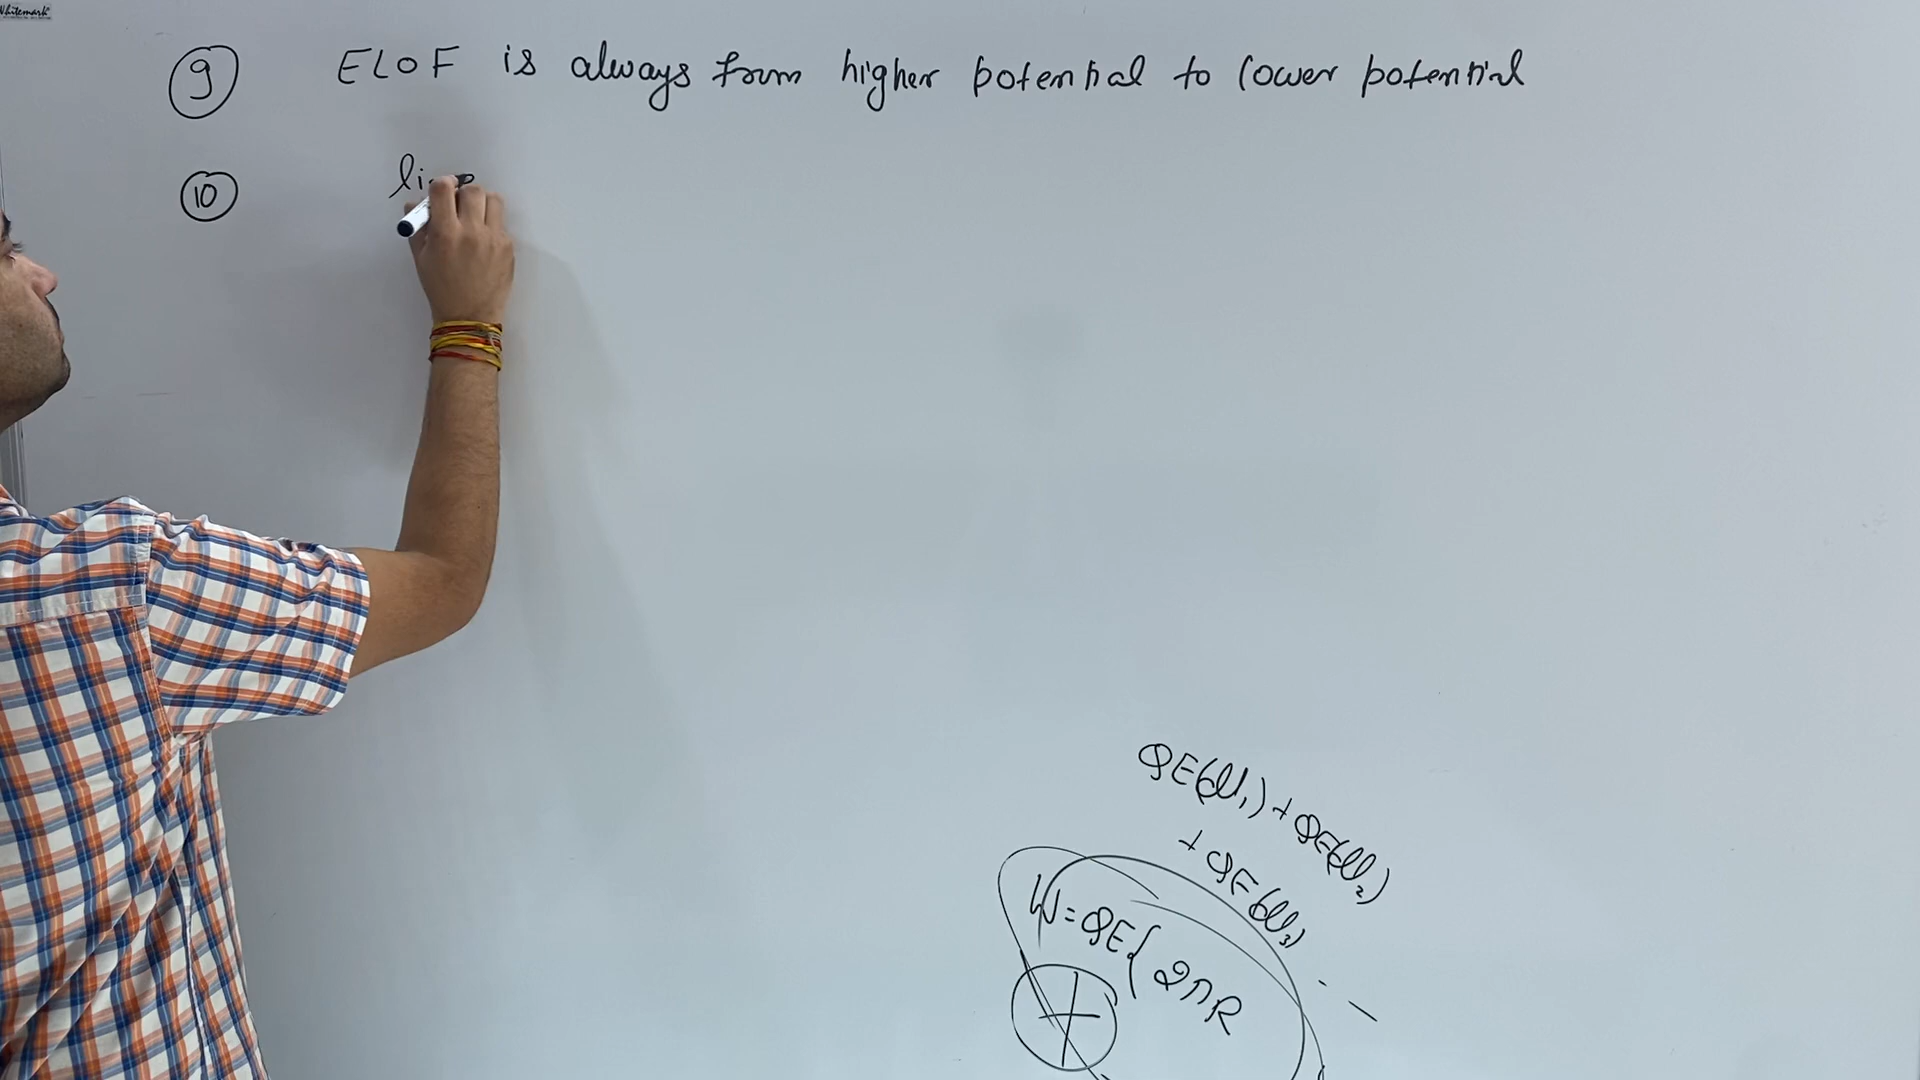 Whitemark
⑨ ELOF is always from higher potential to lower potential
⑩
QE(dl₁) + QE(dl₂)
+ QE(dl₃) . . —
W = QE{ 2πR
+